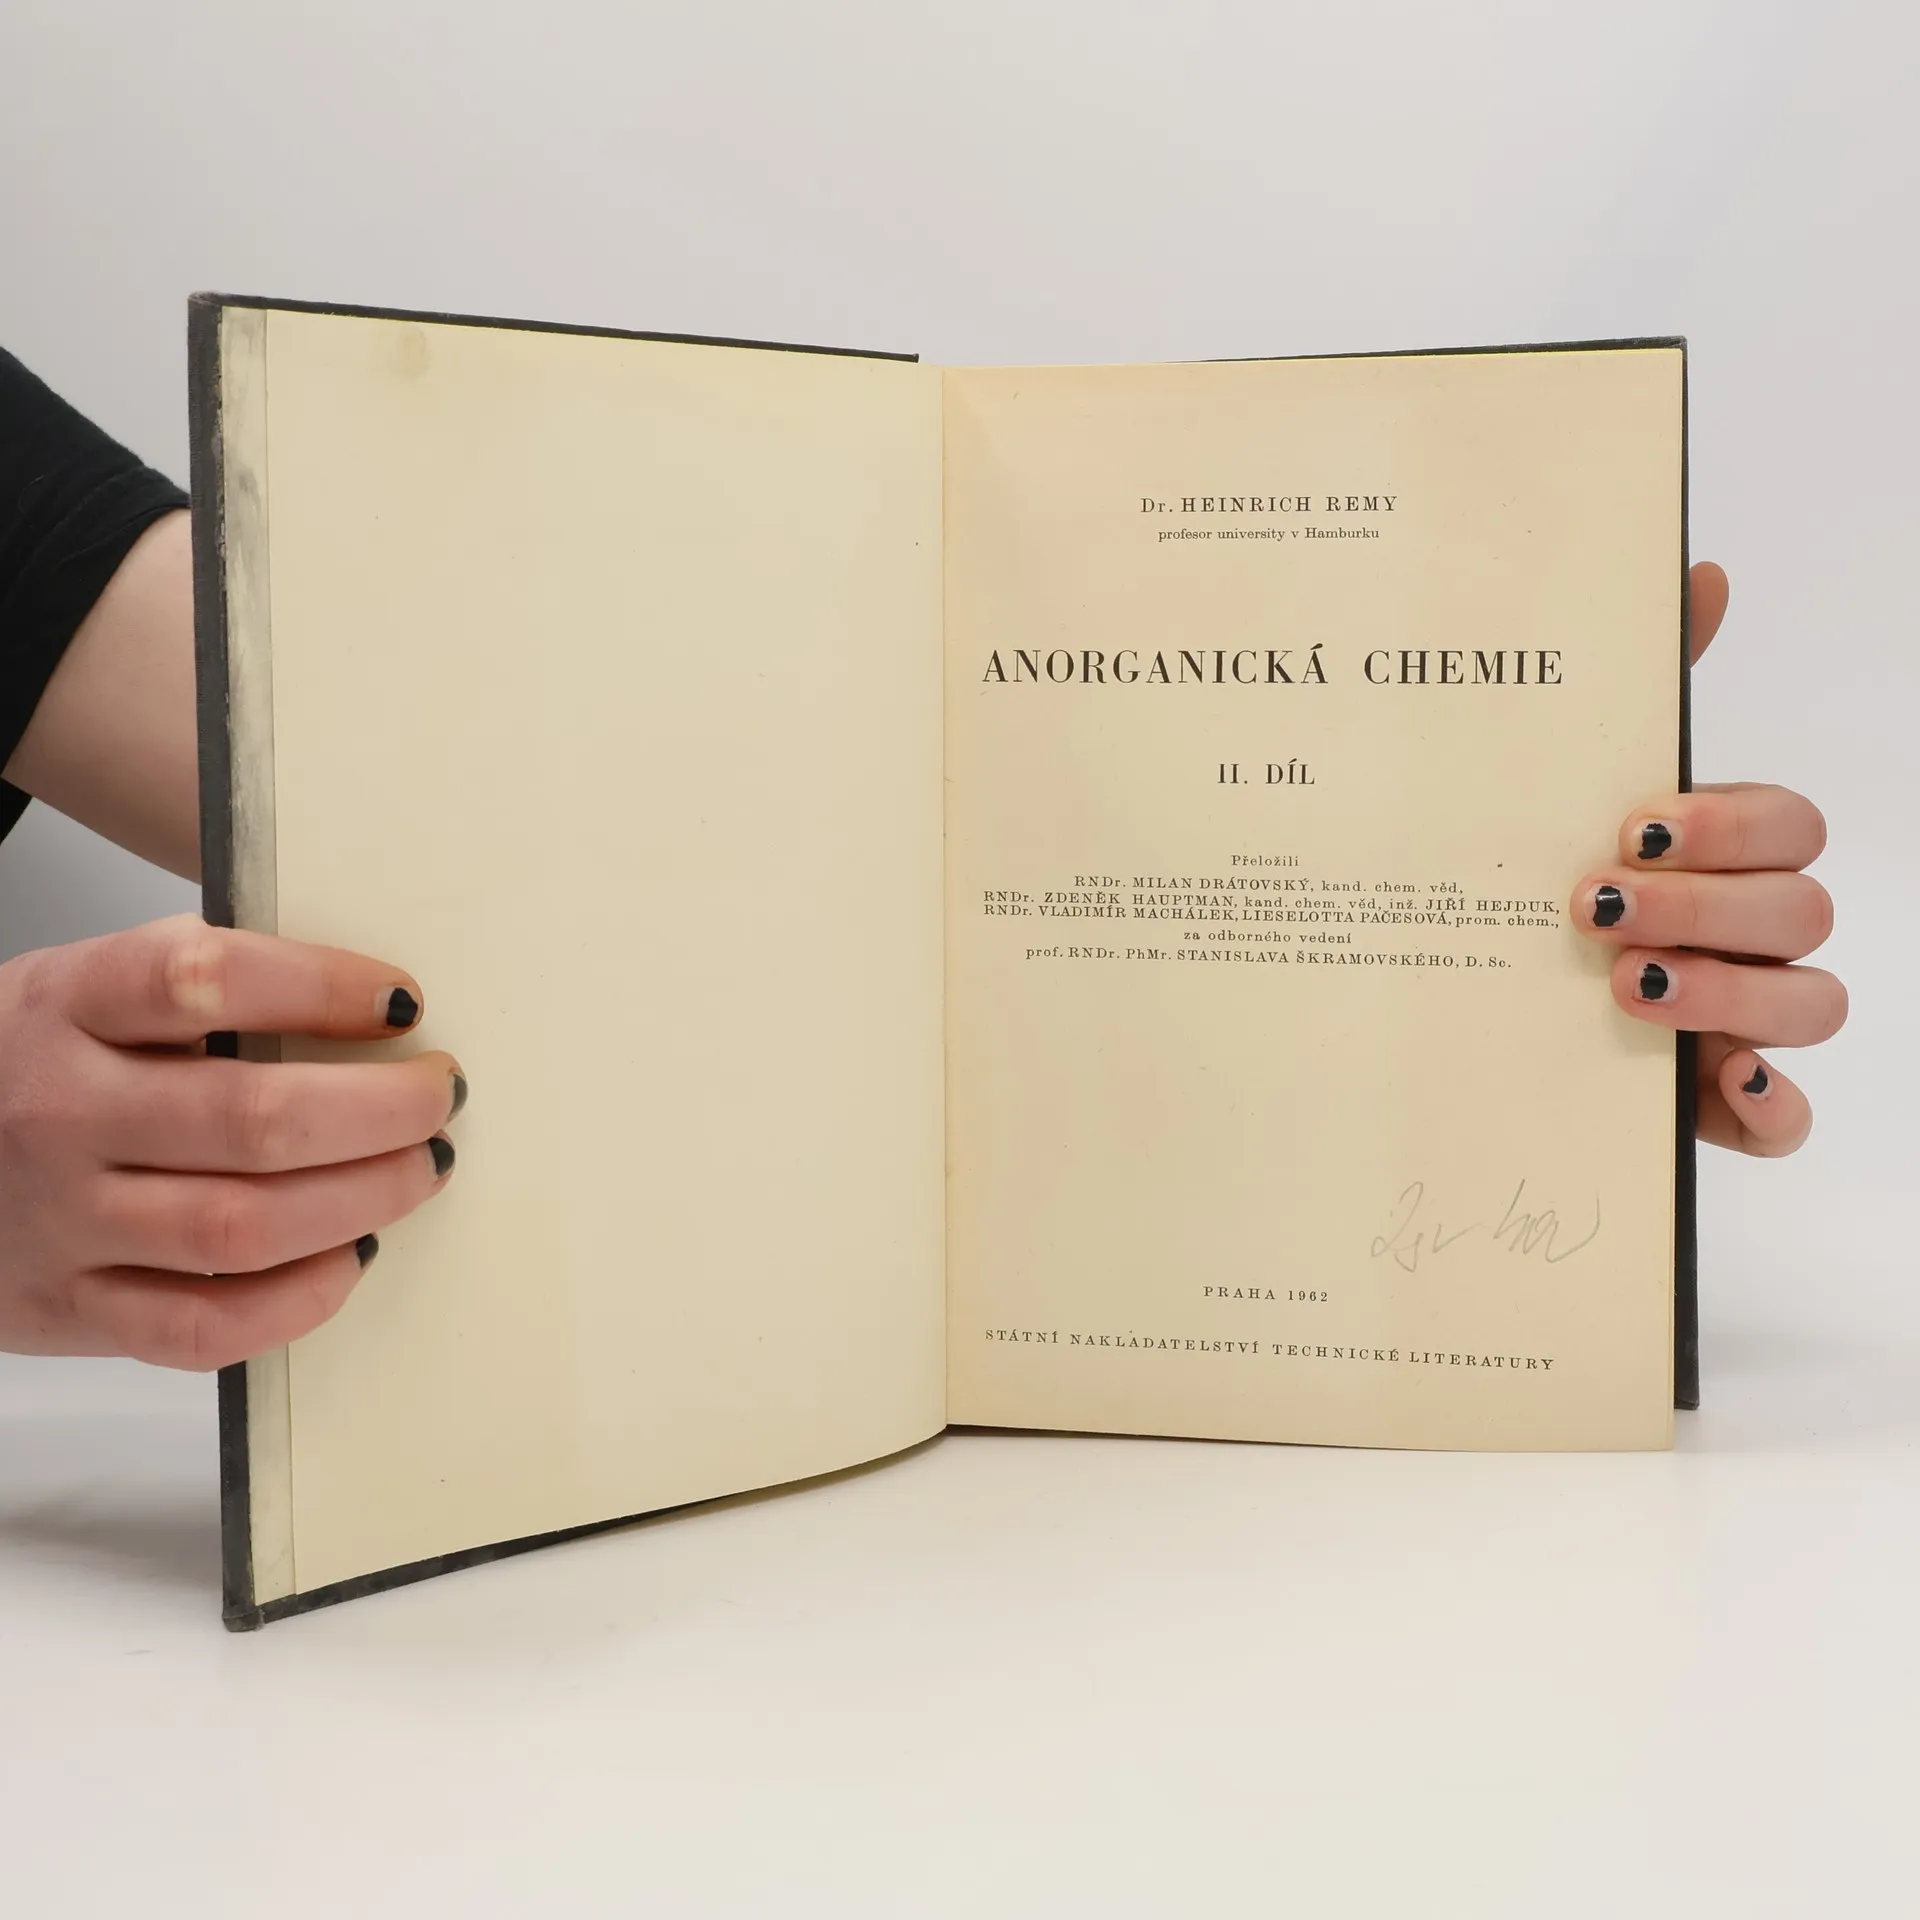 Dr. HEINRICH REMY
profesor university v Hamburku
ANORGANICKÁ CHEMIE
II. DÍL
Přeložili
RNDr. MILAN DRÁTOVSKÝ, kand. chem. věd,
RNDr. ZDENĚK HAUPTMAN, kand. chem. věd, inž. JIŘÍ HEJDUK,
RNDr. VLADIMÍR MACHÁLEK, LIESELOTTA PAČESOVÁ, prom. chem.,
za odborného vedení
prof. RNDr. PhMr. STANISLAVA ŠKRAMOVSKÉHO, D. Sc.
PRAHA 1962
STÁTNÍ NAKLADATELSTVÍ TECHNICKÉ LITERATURY